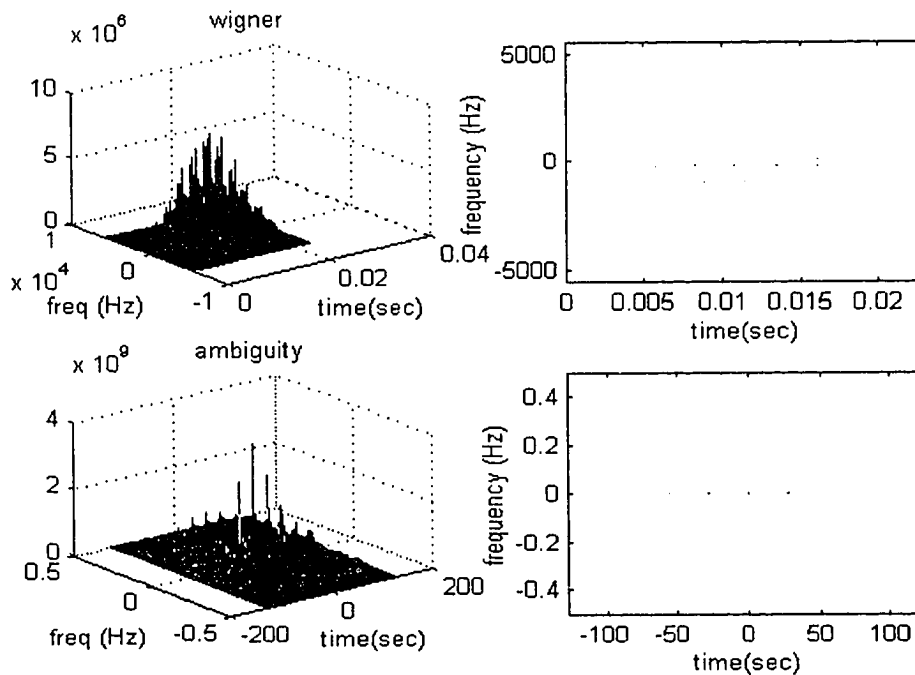 wigner
x 10^6
10
5
0
1
0
-1
x 10^4
freq (Hz)
0
0.02
0.04
time(sec)
frequency (Hz)
5000
0
-5000
0 0.005 0.01 0.015 0.02
time(sec)
ambiguity
x 10^9
4
2
0
0.5
0
-0.5
freq (Hz)
-200
0
200
time(sec)
frequency (Hz)
0.4
0.2
0
-0.2
-0.4
-100 -50 0 50 100
time(sec)